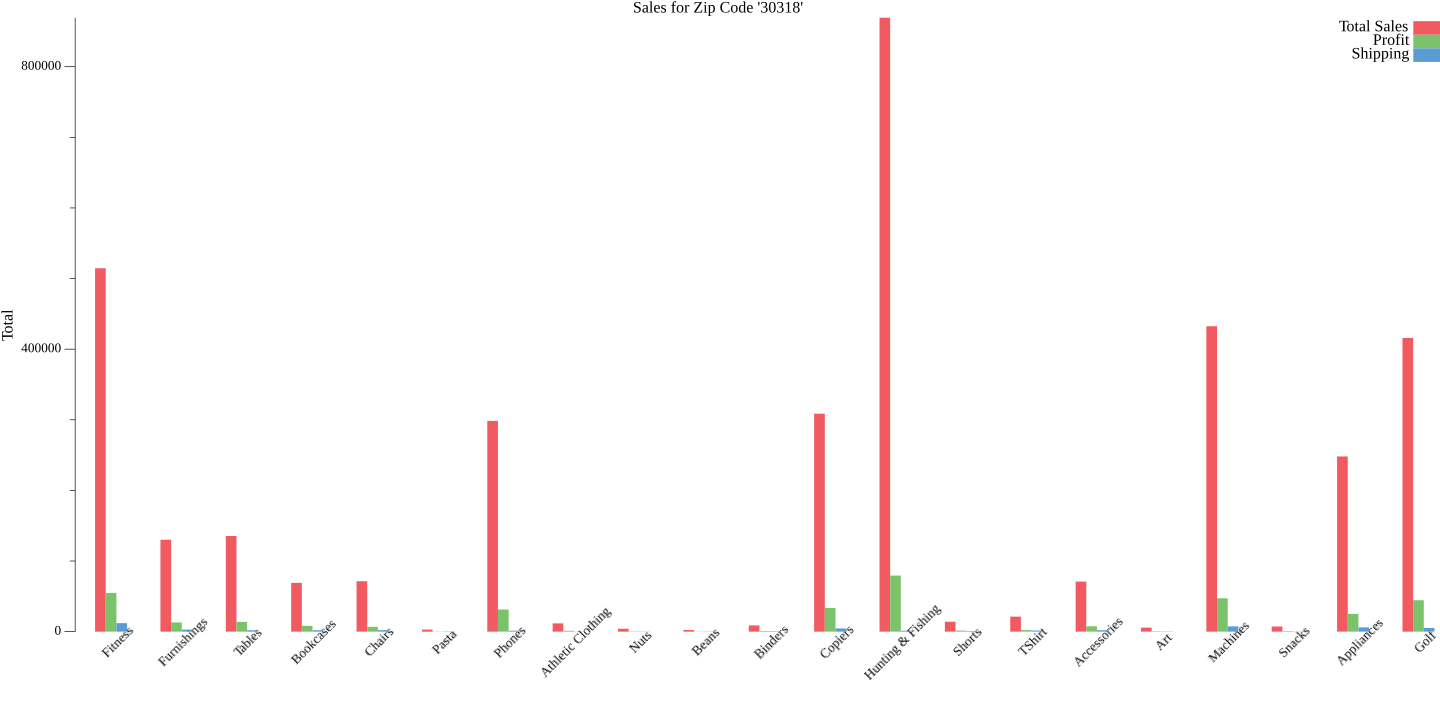 Sales for Zip Code '30318'
Total Sales
Profit
Shipping
800000
400000
0
Total
Fitness
Furnishings
Tables
Bookcases
Chairs
Pasta
Phones
Athletic Clothing
Nuts
Beans
Binders
Copiers
Hunting & Fishing
Shorts
TShirt
Accessories
Art
Machines
Snacks
Appliances
Golf